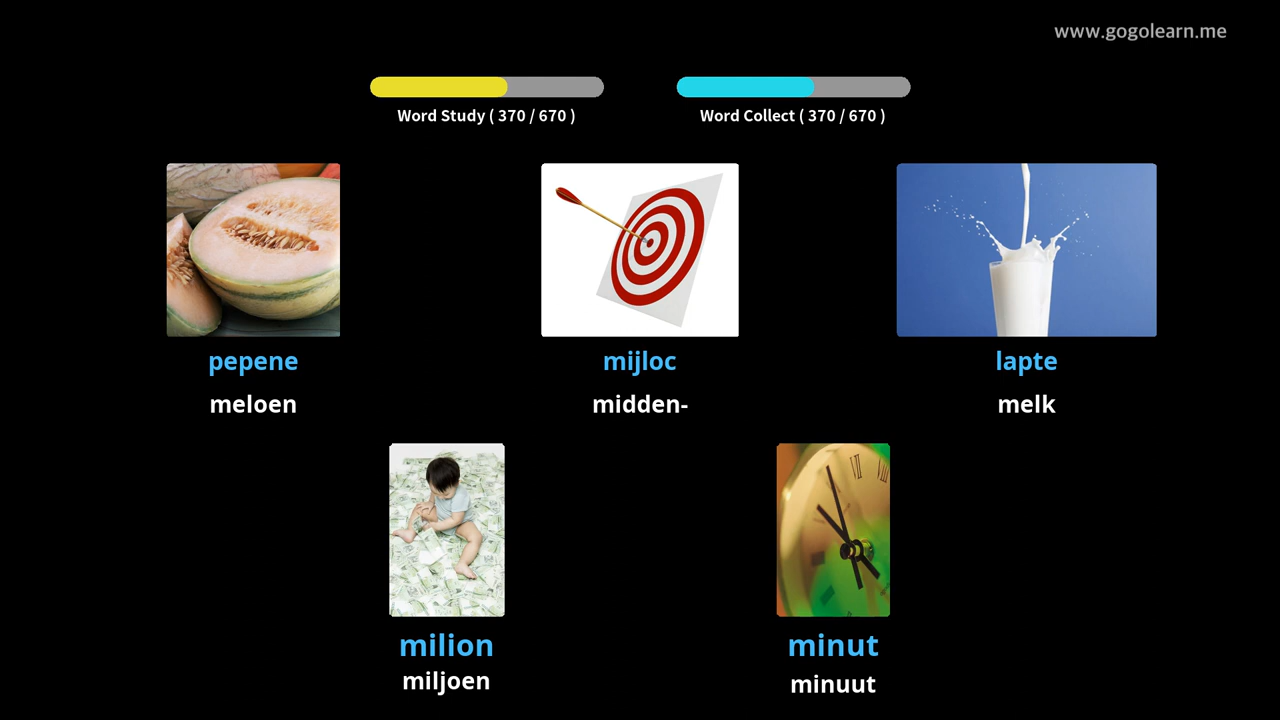 www.gogolearn.me
Word Study ( 370 / 670 )
Word Collect ( 370 / 670 )
pepene
mijloc
lapte
meloen
midden-
melk
milion
minut
miljoen
minuut